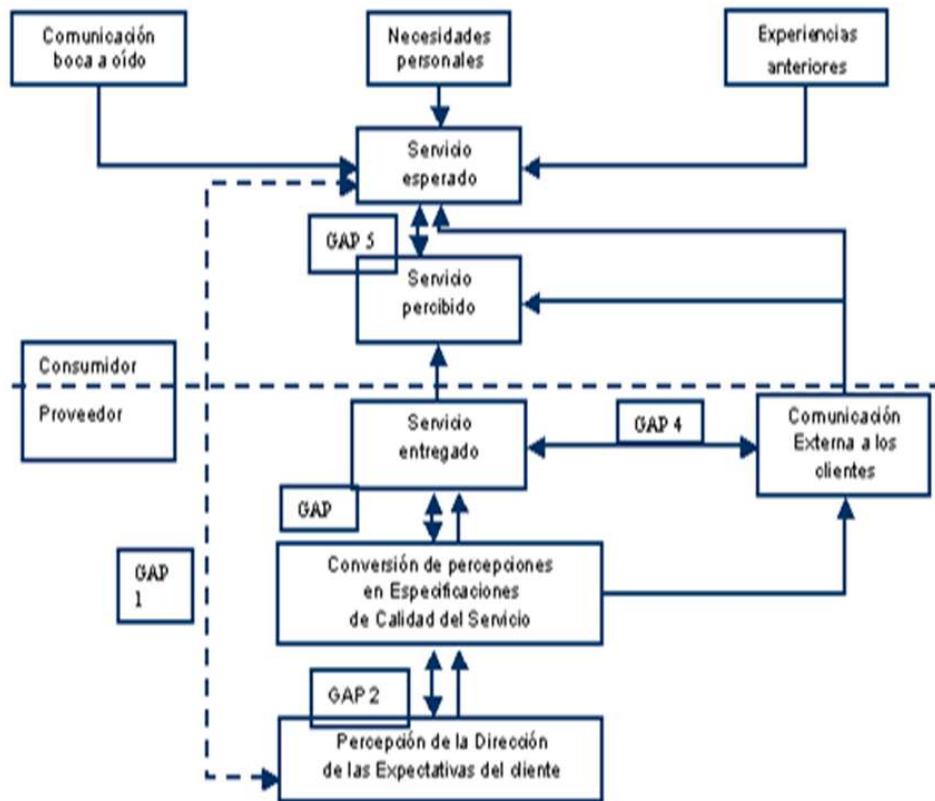 Comunicación
boca a oído
Necesidades
personales
Experiencias
anteriores
Servicio
esperado
GAP 5
Servicio
percibido
Consumidor
Proveedor
Servicio
entregado
GAP 4
Comunicación
Externa a los
clientes
GAP
GAP
1
Conversión de percepciones
en Especificaciones
de Calidad del Servicio
GAP 2
Percepción de la Dirección
de las Expectativas del cliente